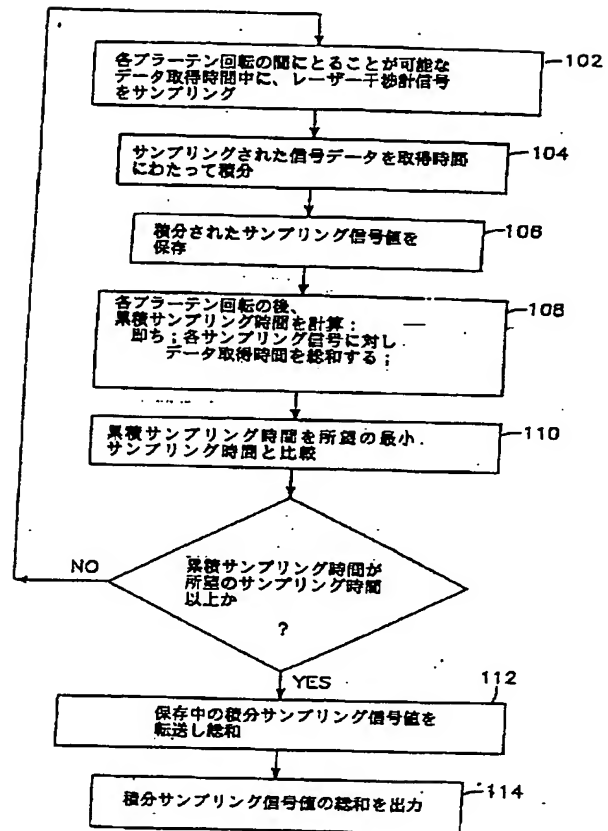 各プラーテン回転の間にとることが可能な
データ取得時間中に、レーザー干渉計信号
をサンプリング
102
サンプリングされた信号データを取得時間
にわたって積分
104
積分されたサンプリング信号値を
保存
106
各プラーテン回転の後、
累積サンプリング時間を計算:
即ち;各サンプリング信号に対し
データ取得時間を総和する;
108
累積サンプリング時間を所望の最小
サンプリング時間と比較
110
累積サンプリング時間が
所望のサンプリング時間
以上か
?
NO
YES
112
保存中の積分サンプリング信号値を
転送し総和
積分サンプリング信号値の総和を出力
114